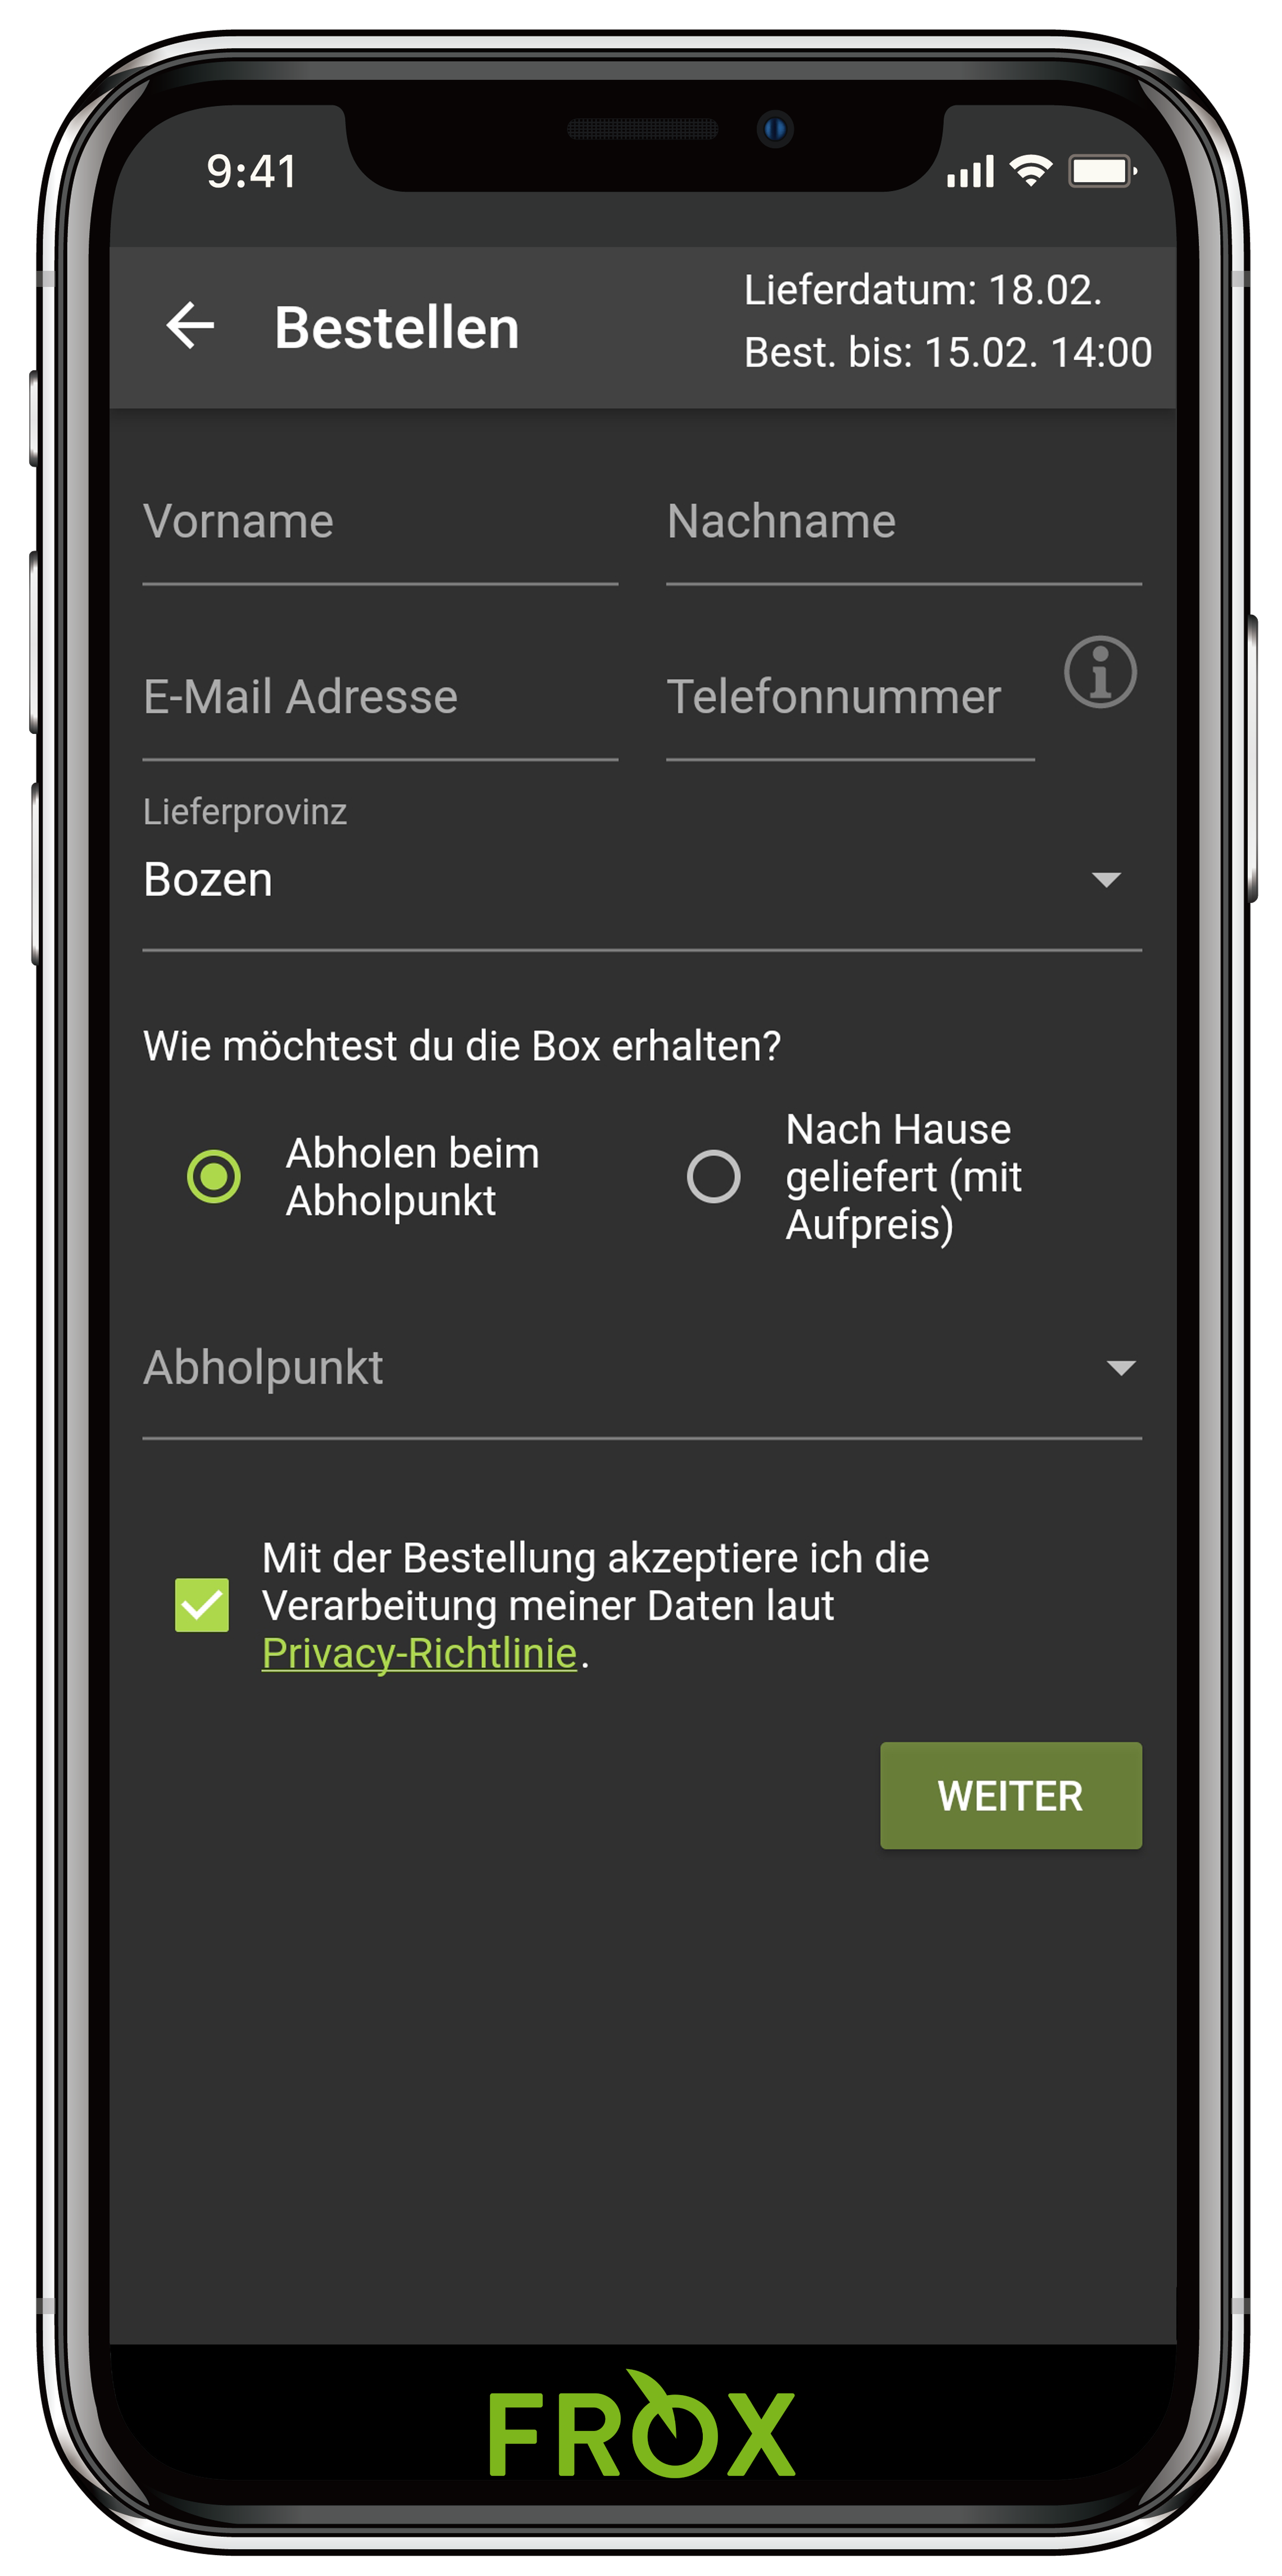 9:41
Bestellen
Lieferdatum: 18.02.
Best. bis: 15.02. 14:00
Vorname
Nachname
E-Mail Adresse
Telefonnummer
Lieferprovinz
Bozen
Wie möchtest du die Box erhalten?
Abholen beim
Abholpunkt
Nach Hause
geliefert (mit
Aufpreis)
Abholpunkt
Mit der Bestellung akzeptiere ich die
Verarbeitung meiner Daten laut
Privacy-Richtlinie.
WEITER
FROX